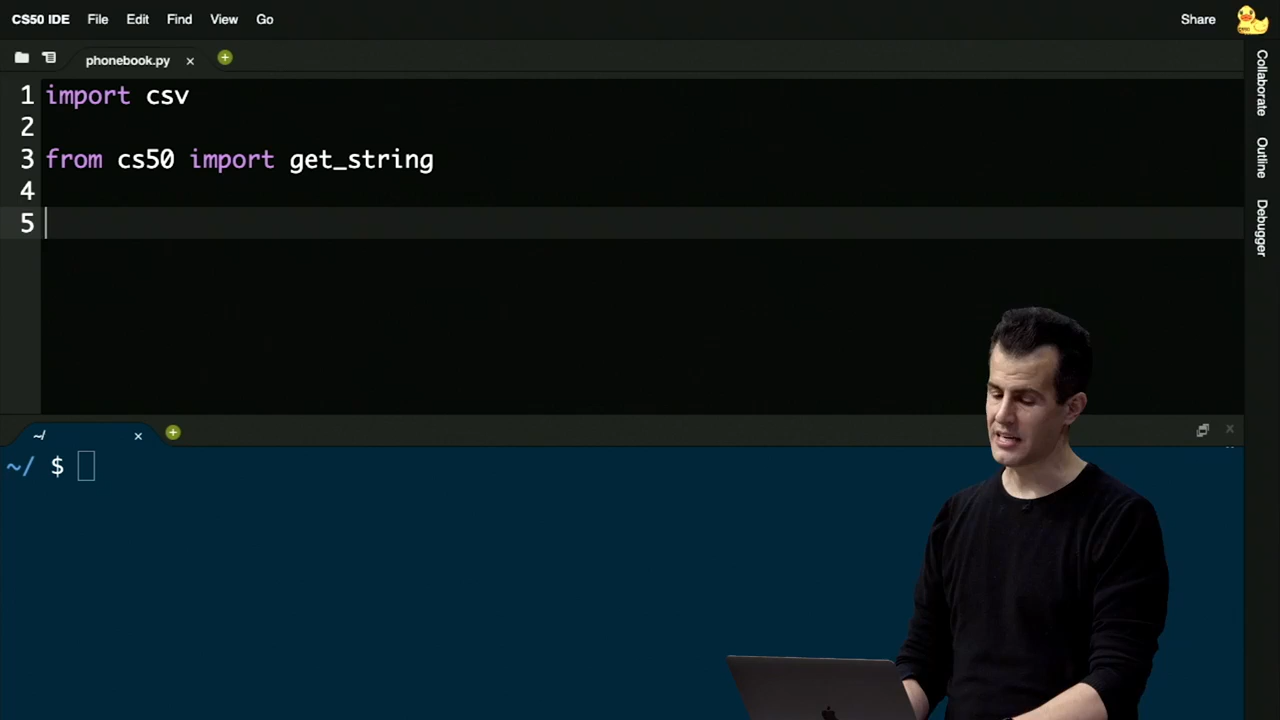 CS50 IDE File Edit Find View Go Share
phonebook.py
1 import csv
2
3 from cs50 import get_string
4
5
Collaborate
Outline
Debugger
~/
~/ $